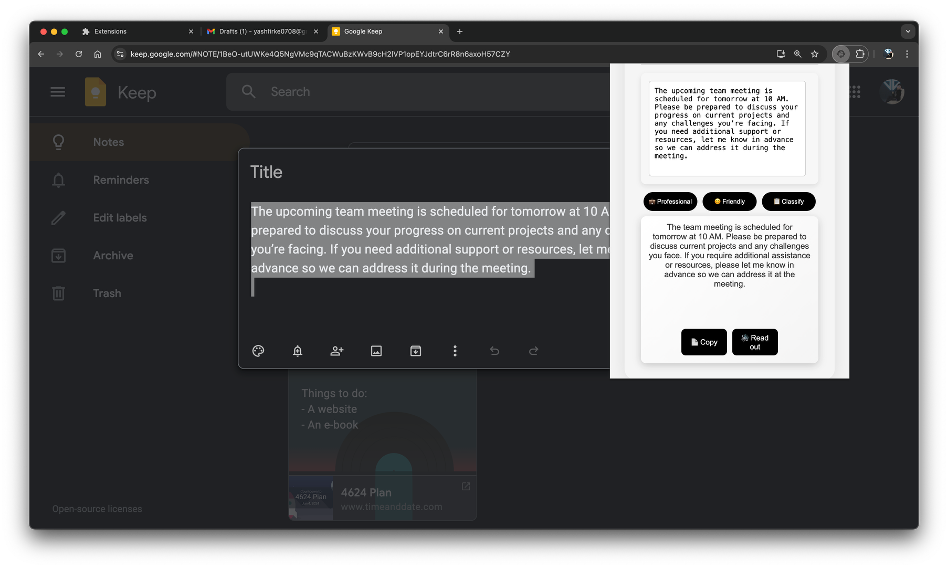 Extensions
Drafts (1) – yashtirke0708@g
Google Keep
keep.google.com/#NOTE/1BeO-utUWKe4Q5NgVMc9qTACWuBzKWvB9cH2IVP1opEYJdtrC6rR8n6axoH57CZY
Keep
Search
Notes
Reminders
Edit labels
Archive
Trash
Title
The upcoming team meeting is scheduled for tomorrow at 10 A
prepared to discuss your progress on current projects and any c
you're facing. If you need additional support or resources, let me
advance so we can address it during the meeting.
Things to do:
- A website
- An e-book
4624 Plan
4624 Plan
www.timeanddate.com
Open-source licenses
The upcoming team meeting is
scheduled for tomorrow at 10 AM.
Please be prepared to discuss your
progress on current projects and
any challenges you're facing. If
you need additional support or
resources, let me know in advance
so we can address it during the
meeting.
Professional
Friendly
Classify
The team meeting is scheduled for
tomorrow at 10 AM. Please be prepared to
discuss current projects and any challenges
you face. If you require additional assistance
or resources, please let me know in
advance so we can address it at the
meeting.
Copy
Read
out